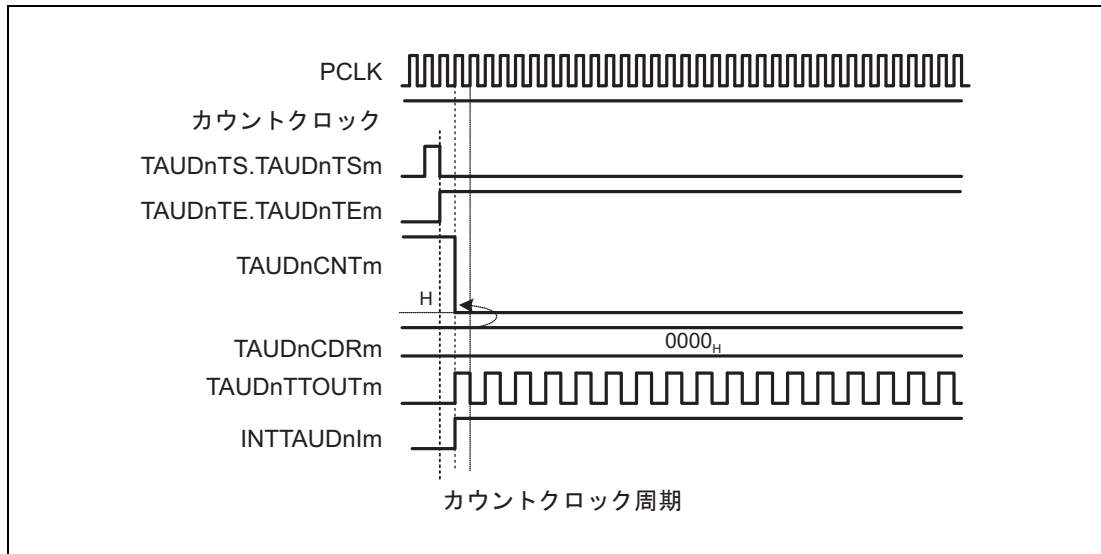 PCLK
カウントクロック
TAUDnTS.TAUDnTSm
TAUDnTE.TAUDnTEm
TAUDnCNTm
H
TAUDnCDRm
0000H
TAUDnTTOUTm
INTTAUDnIm
カウントクロック周期